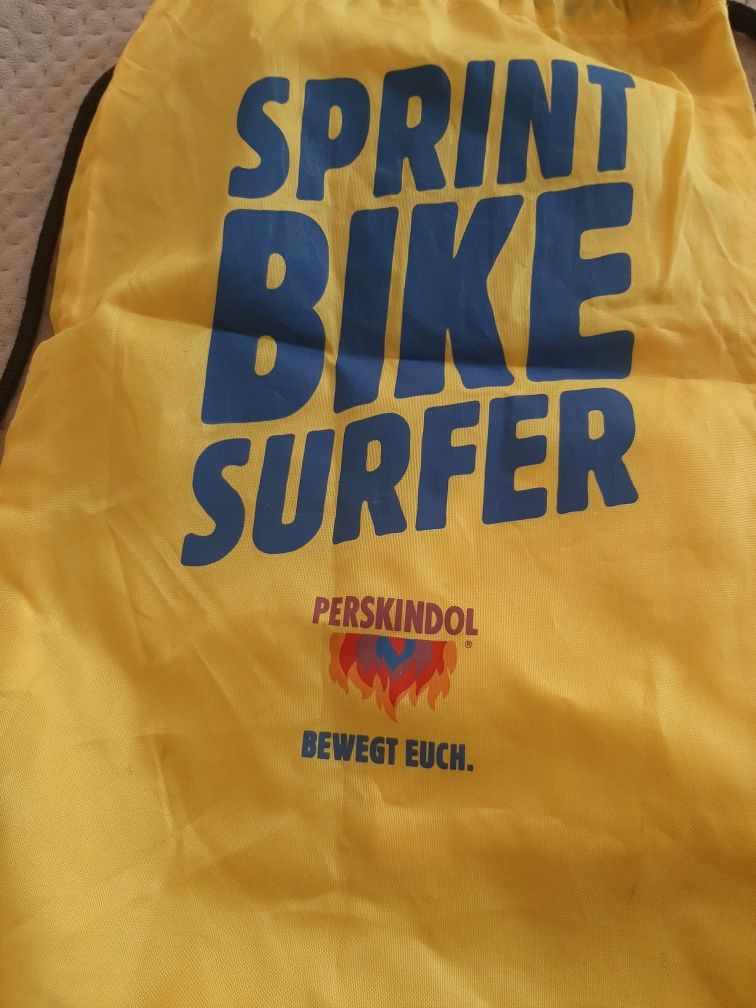 SPRINT
BIKE
SURFER
PERSKINDOL
®
BEWEGT EUCH.